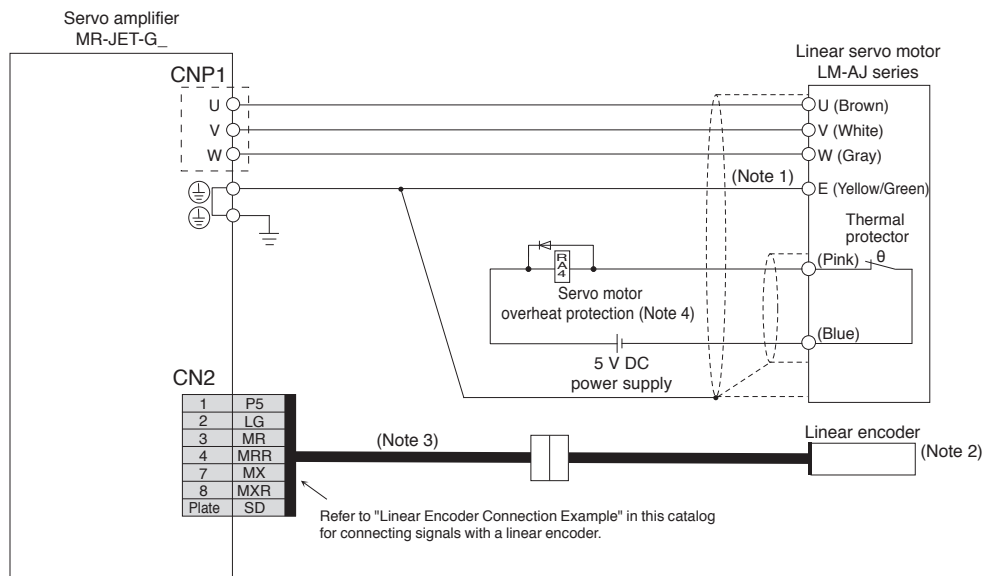 Servo amplifier
MR-JET-G_
Linear servo motor
LM-AJ series
CNP1
U
V
W
U (Brown)
V (White)
W (Gray)
(Note 1)
E (Yellow/Green)
Thermal
protector
θ
(Pink)
RA4
Servo motor
overheat protection (Note 4)
(Blue)
5 V DC
power supply
CN2
1 P5
2 LG
3 MR
4 MRR
7 MX
8 MXR
Plate SD
(Note 3)
Linear encoder
(Note 2)
Refer to "Linear Encoder Connection Example" in this catalog
for connecting signals with a linear encoder.